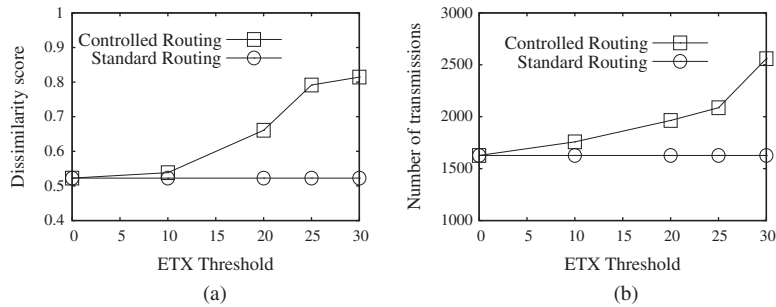 Dissimilarity score
1
0.9
0.8
0.7
0.6
0.5
0.4
Controlled Routing
Standard Routing
0 5 10 15 20 25 30
ETX Threshold
(a)
Number of transmissions
3000
2500
2000
1500
1000
Controlled Routing
Standard Routing
0 5 10 15 20 25 30
ETX Threshold
(b)